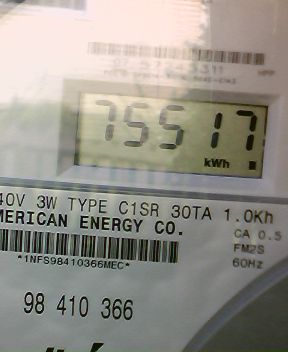 75517
kWh
40V 3W TYPE C1SR 30TA 1.0Kh
MERICAN ENERGY CO.
CA 0.5
FM2S
*1NFS98410366MEC*
60Hz
98 410 366